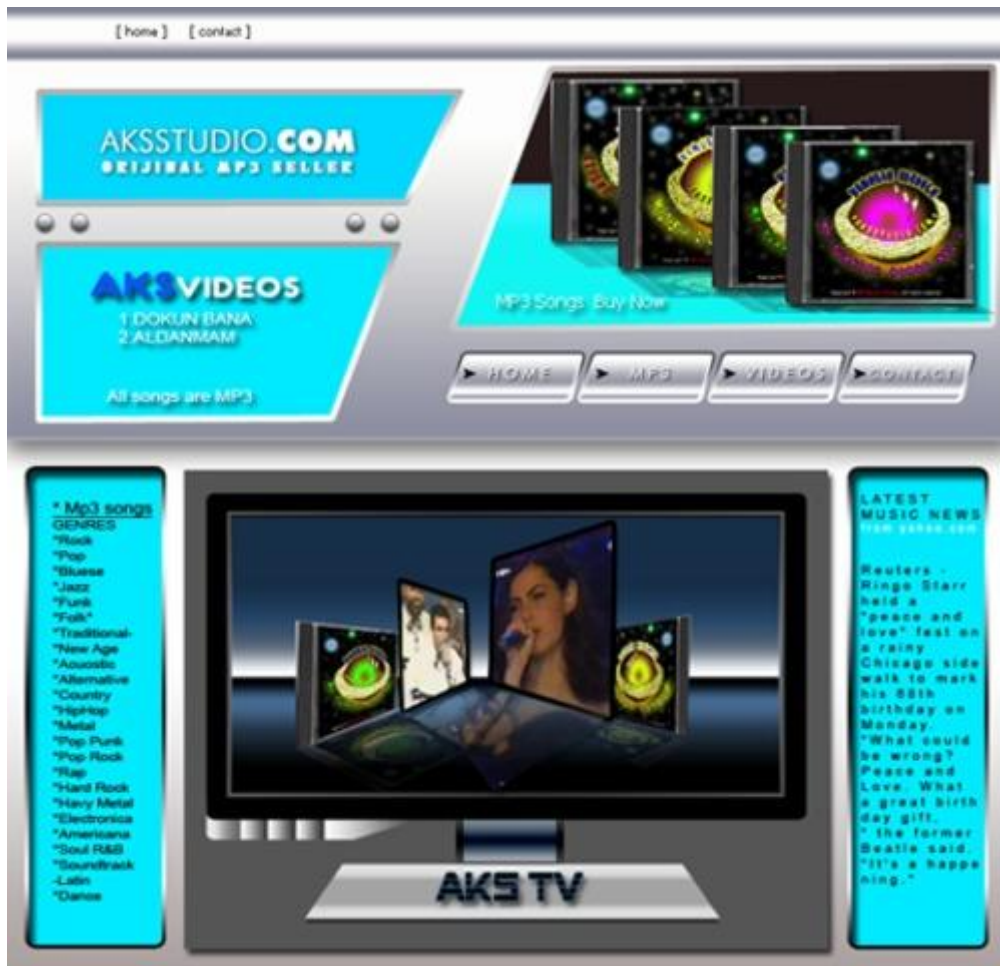 [ home ] [ contact ]
AKSSTUDIO.COM
ORIJINAL MP3 SELLER
AKSVIDEOS
1 DOKUN BANA
2 ALDANMAM
All songs are MP3
MP3 Songs Buy Now
HOME MP3 VIDEOS CONTACT
* Mp3 songs
GENRES
*Rock
*Pop
*Bluese
*Jazz
*Funk
*Folk*
*Traditional-
*New Age
*Acuostic
*Alternative
*Country
*HipHop
*Metal
*Pop Punk
*Pop Rock
*Rap
*Hard Rock
*Havy Metal
*Electronica
*Americana
*Soul R&B
*Soundtrack
-Latin
*Dance
AKS TV
LATEST
MUSIC NEWS
from yahoo.com
Reuters -
Ringo Starr
held a
"peace and
love" fest on
a rainy
Chicago side
walk to mark
his 68th
birthday on
Monday.
"What could
be wrong?
Peace and
Love. What
a great birth
day gift,
" the former
Beatle said.
"It's a happe
ning."